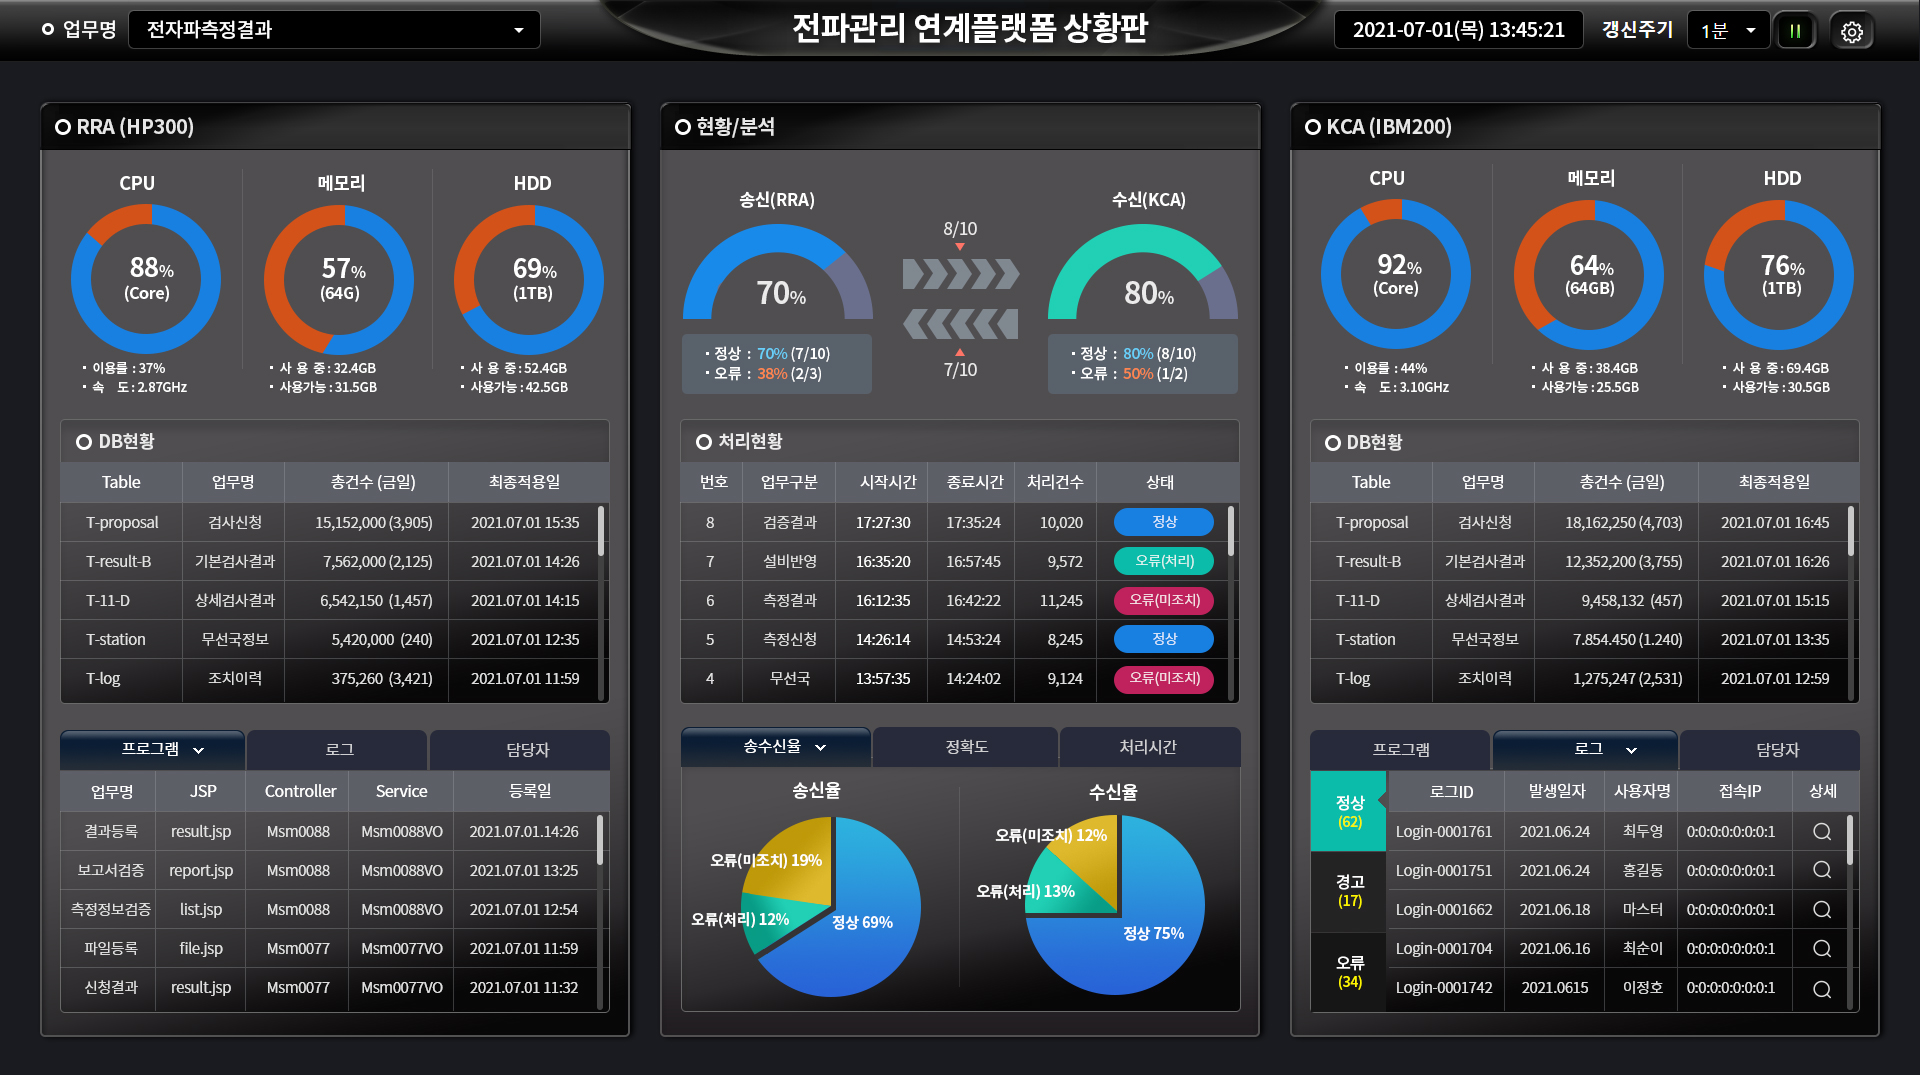 업무명
전자파측정결과
전파관리 연계플랫폼 상황판
2021-07-01(목) 13:45:21
갱신주기
1분
RRA (HP300)
CPU
메모리
HDD
88%
(Core)
57%
(64G)
69%
(1TB)
· 이용률 : 37%
· 속 도 : 2.87GHz
· 사 용 중 : 32.4GB
· 사용가능 : 31.5GB
· 사 용 중 : 52.4GB
· 사용가능 : 42.5GB
DB현황
Table 업무명 총건수 (금일) 최종적용일
T-proposal 검사신청 15,152,000 (3,905) 2021.07.01 15:35
T-result-B 기본검사결과 7,562,000 (2,125) 2021.07.01 14:26
T-11-D 상세검사결과 6,542,150 (1,457) 2021.07.01 14:15
T-station 무선국정보 5,420,000 (240) 2021.07.01 12:35
T-log 조치이력 375,260 (3,421) 2021.07.01 11:59
프로그램 로그 담당자
업무명 JSP Controller Service 등록일
결과등록 result.jsp Msm0088 Msm0088VO 2021.07.01.14:26
보고서검증 report.jsp Msm0088 Msm0088VO 2021.07.01 13:25
측정정보검증 list.jsp Msm0088 Msm0088VO 2021.07.01 12:54
파일등록 file.jsp Msm0077 Msm0077VO 2021.07.01 11:59
신청결과 result.jsp Msm0077 Msm0077VO 2021.07.01 11:32
현황/분석
송신(RRA)
수신(KCA)
8/10
70%
80%
7/10
· 정상 : 70% (7/10)
· 오류 : 38% (2/3)
· 정상 : 80% (8/10)
· 오류 : 50% (1/2)
처리현황
번호 업무구분 시작시간 종료시간 처리건수 상태
8 검증결과 17:27:30 17:35:24 10,020 정상
7 설비반영 16:35:20 16:57:45 9,572 오류(처리)
6 측정결과 16:12:35 16:42:22 11,245 오류(미조치)
5 측정신청 14:26:14 14:53:24 8,245 정상
4 무선국 13:57:35 14:24:02 9,124 오류(미조치)
송수신율 정확도 처리시간
송신율
오류(미조치) 19%
오류(처리) 12%
정상 69%
수신율
오류(미조치) 12%
오류(처리) 13%
정상 75%
KCA (IBM200)
CPU
메모리
HDD
92%
(Core)
64%
(64GB)
76%
(1TB)
· 이용률 : 44%
· 속 도 : 3.10GHz
· 사 용 중 : 38.4GB
· 사용가능 : 25.5GB
· 사 용 중 : 69.4GB
· 사용가능 : 30.5GB
DB현황
Table 업무명 총건수 (금일) 최종적용일
T-proposal 검사신청 18,162,250 (4,703) 2021.07.01 16:45
T-result-B 기본검사결과 12,352,200 (3,755) 2021.07.01 16:26
T-11-D 상세검사결과 9,458,132 (457) 2021.07.01 15:15
T-station 무선국정보 7.854.450 (1.240) 2021.07.01 13:35
T-log 조치이력 1,275,247 (2,531) 2021.07.01 12:59
프로그램 로그 담당자
정상
(62)
경고
(17)
오류
(34)
로그ID 발생일자 사용자명 접속IP 상세
Login-0001761 2021.06.24 최두영 0:0:0:0:0:0:0:1
Login-0001751 2021.06.24 홍길동 0:0:0:0:0:0:0:1
Login-0001662 2021.06.18 마스터 0:0:0:0:0:0:0:1
Login-0001704 2021.06.16 최순이 0:0:0:0:0:0:0:1
Login-0001742 2021.0615 이정호 0:0:0:0:0:0:0:1